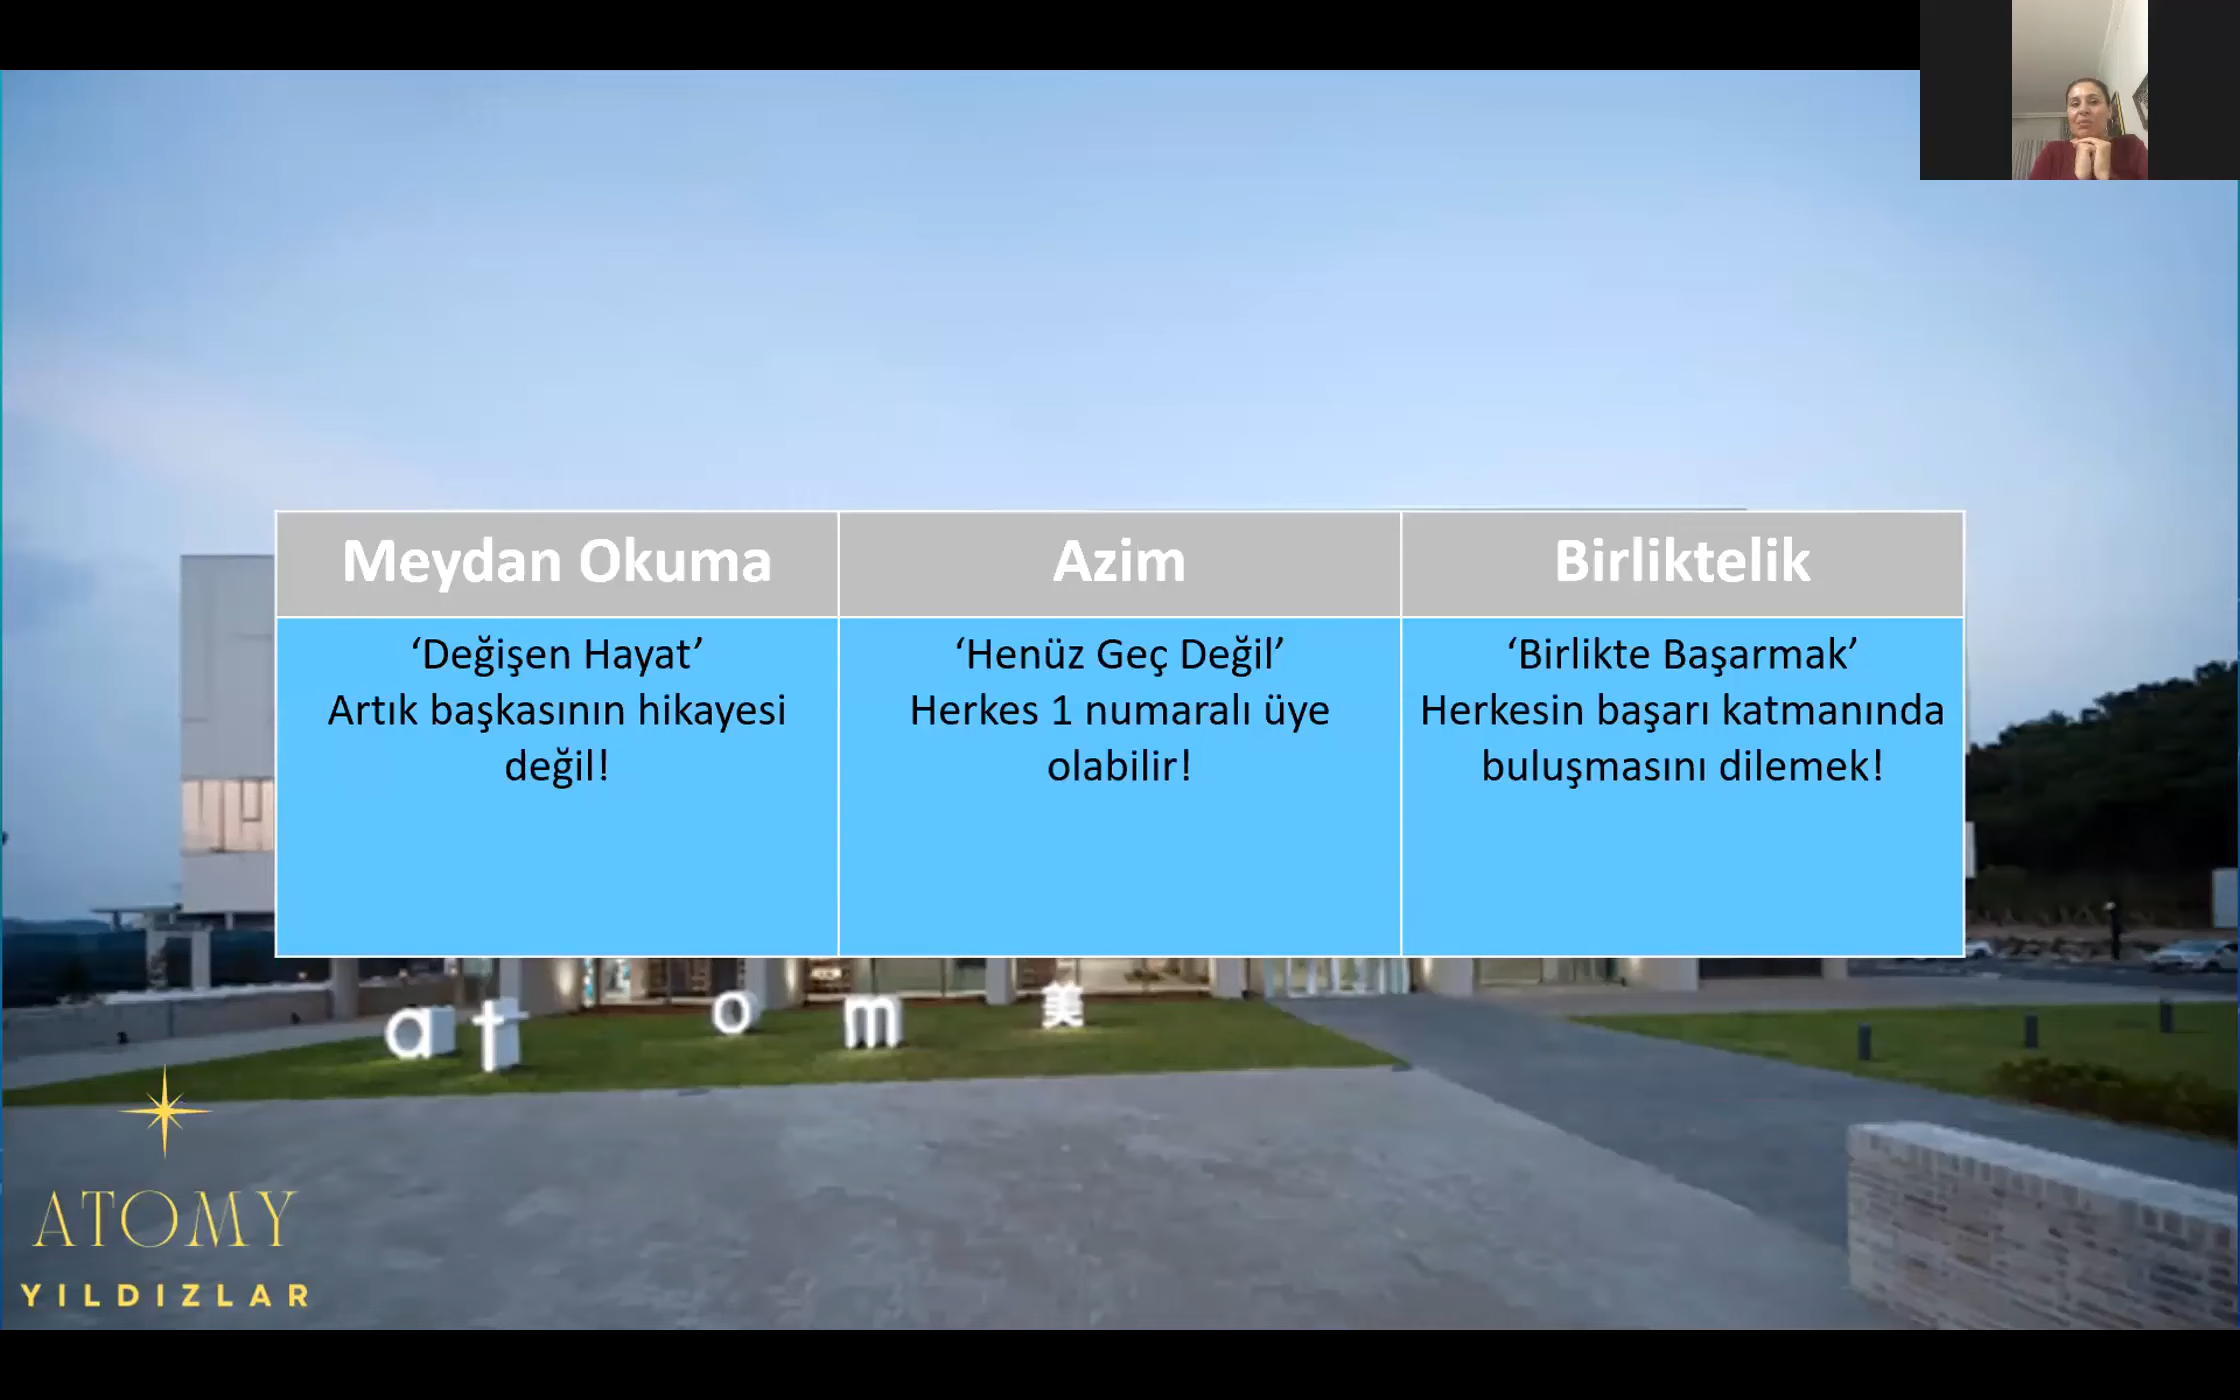 Meydan Okuma
Azim
Birliktelik
‘Değişen Hayat’
Artık başkasının hikayesi
değil!
‘Henüz Geç Değil’
Herkes 1 numaralı üye
olabilir!
‘Birlikte Başarmak’
Herkesin başarı katmanında
buluşmasını dilemek!
at o m 美
ATOMY
YILDIZLAR